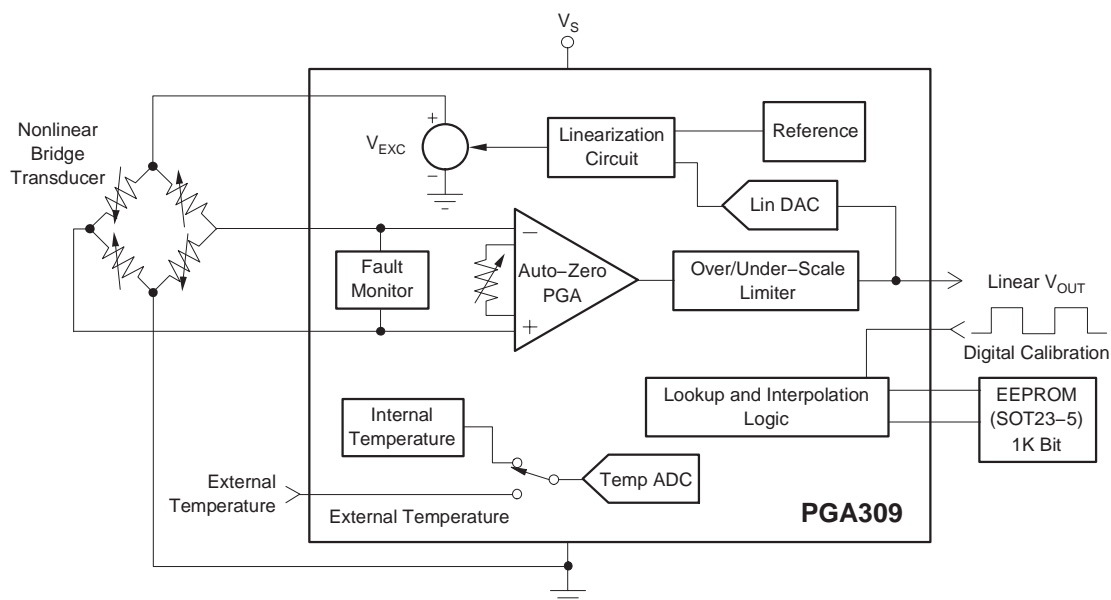 V_S
Nonlinear
Bridge
Transducer
V_EXC
+
−
Linearization
Circuit
Reference
Lin DAC
Fault
Monitor
−
Auto−Zero
PGA
+
Over/Under−Scale
Limiter
Linear V_OUT
Digital Calibration
Lookup and Interpolation
Logic
EEPROM
(SOT23−5)
1K Bit
Internal
Temperature
Temp ADC
External
Temperature
External Temperature
PGA309